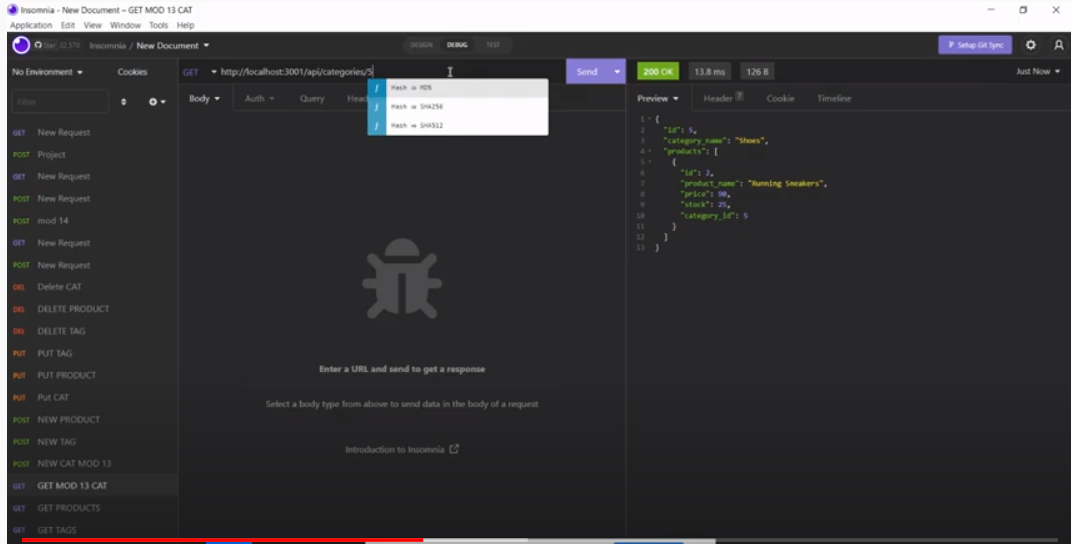 Insomnia - New Document – GET MOD 13 CAT
Application Edit View Window Tools Help
Star 22,570 Insomnia / New Document DESIGN DEBUG TEST Setup Git Sync
No Environment Cookies GET http://localhost:3001/api/categories/5 Send 200 OK 13.8 ms 126 B Just Now
Filter Body Auth Query Head Preview Header Cookie Timeline
Hash ⇒ MD5
Hash ⇒ SHA256
Hash ⇒ SHA512
GET New Request
POST Project
GET New Request
POST New Request
POST mod 14
GET New Request
POST New Request
DEL Delete CAT
DEL DELETE PRODUCT
DEL DELETE TAG
PUT PUT TAG
PUT PUT PRODUCT
PUT Put CAT
POST NEW PRODUCT
POST NEW TAG
POST NEW CAT MOD 13
GET GET MOD 13 CAT
GET GET PRODUCTS
GET GET TAGS
Enter a URL and send to get a response
Select a body type from above to send data in the body of a request
Introduction to Insomnia
1 {
2 "id": 5,
3 "category_name": "Shoes",
4 "products": [
5 {
6 "id": 2,
7 "product_name": "Running Sneakers",
8 "price": 90,
9 "stock": 25,
10 "category_id": 5
11 }
12 ]
13 }